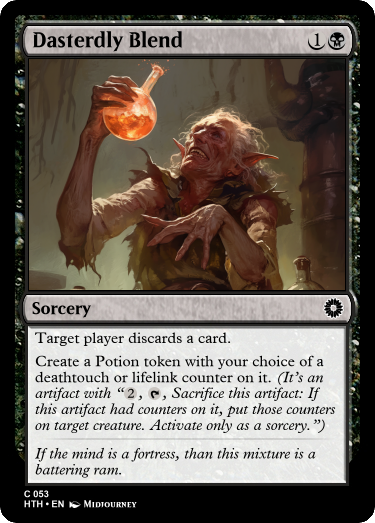 Dasterdly Blend 1
Sorcery
Target player discards a card.
Create a Potion token with your choice of a
deathtouch or lifelink counter on it. (It's an
artifact with “2, , Sacrifice this artifact: If
this artifact had counters on it, put those counters
on target creature. Activate only as a sorcery.”)
If the mind is a fortress, than this mixture is a
battering ram.
C 053
HTH • EN Midjourney